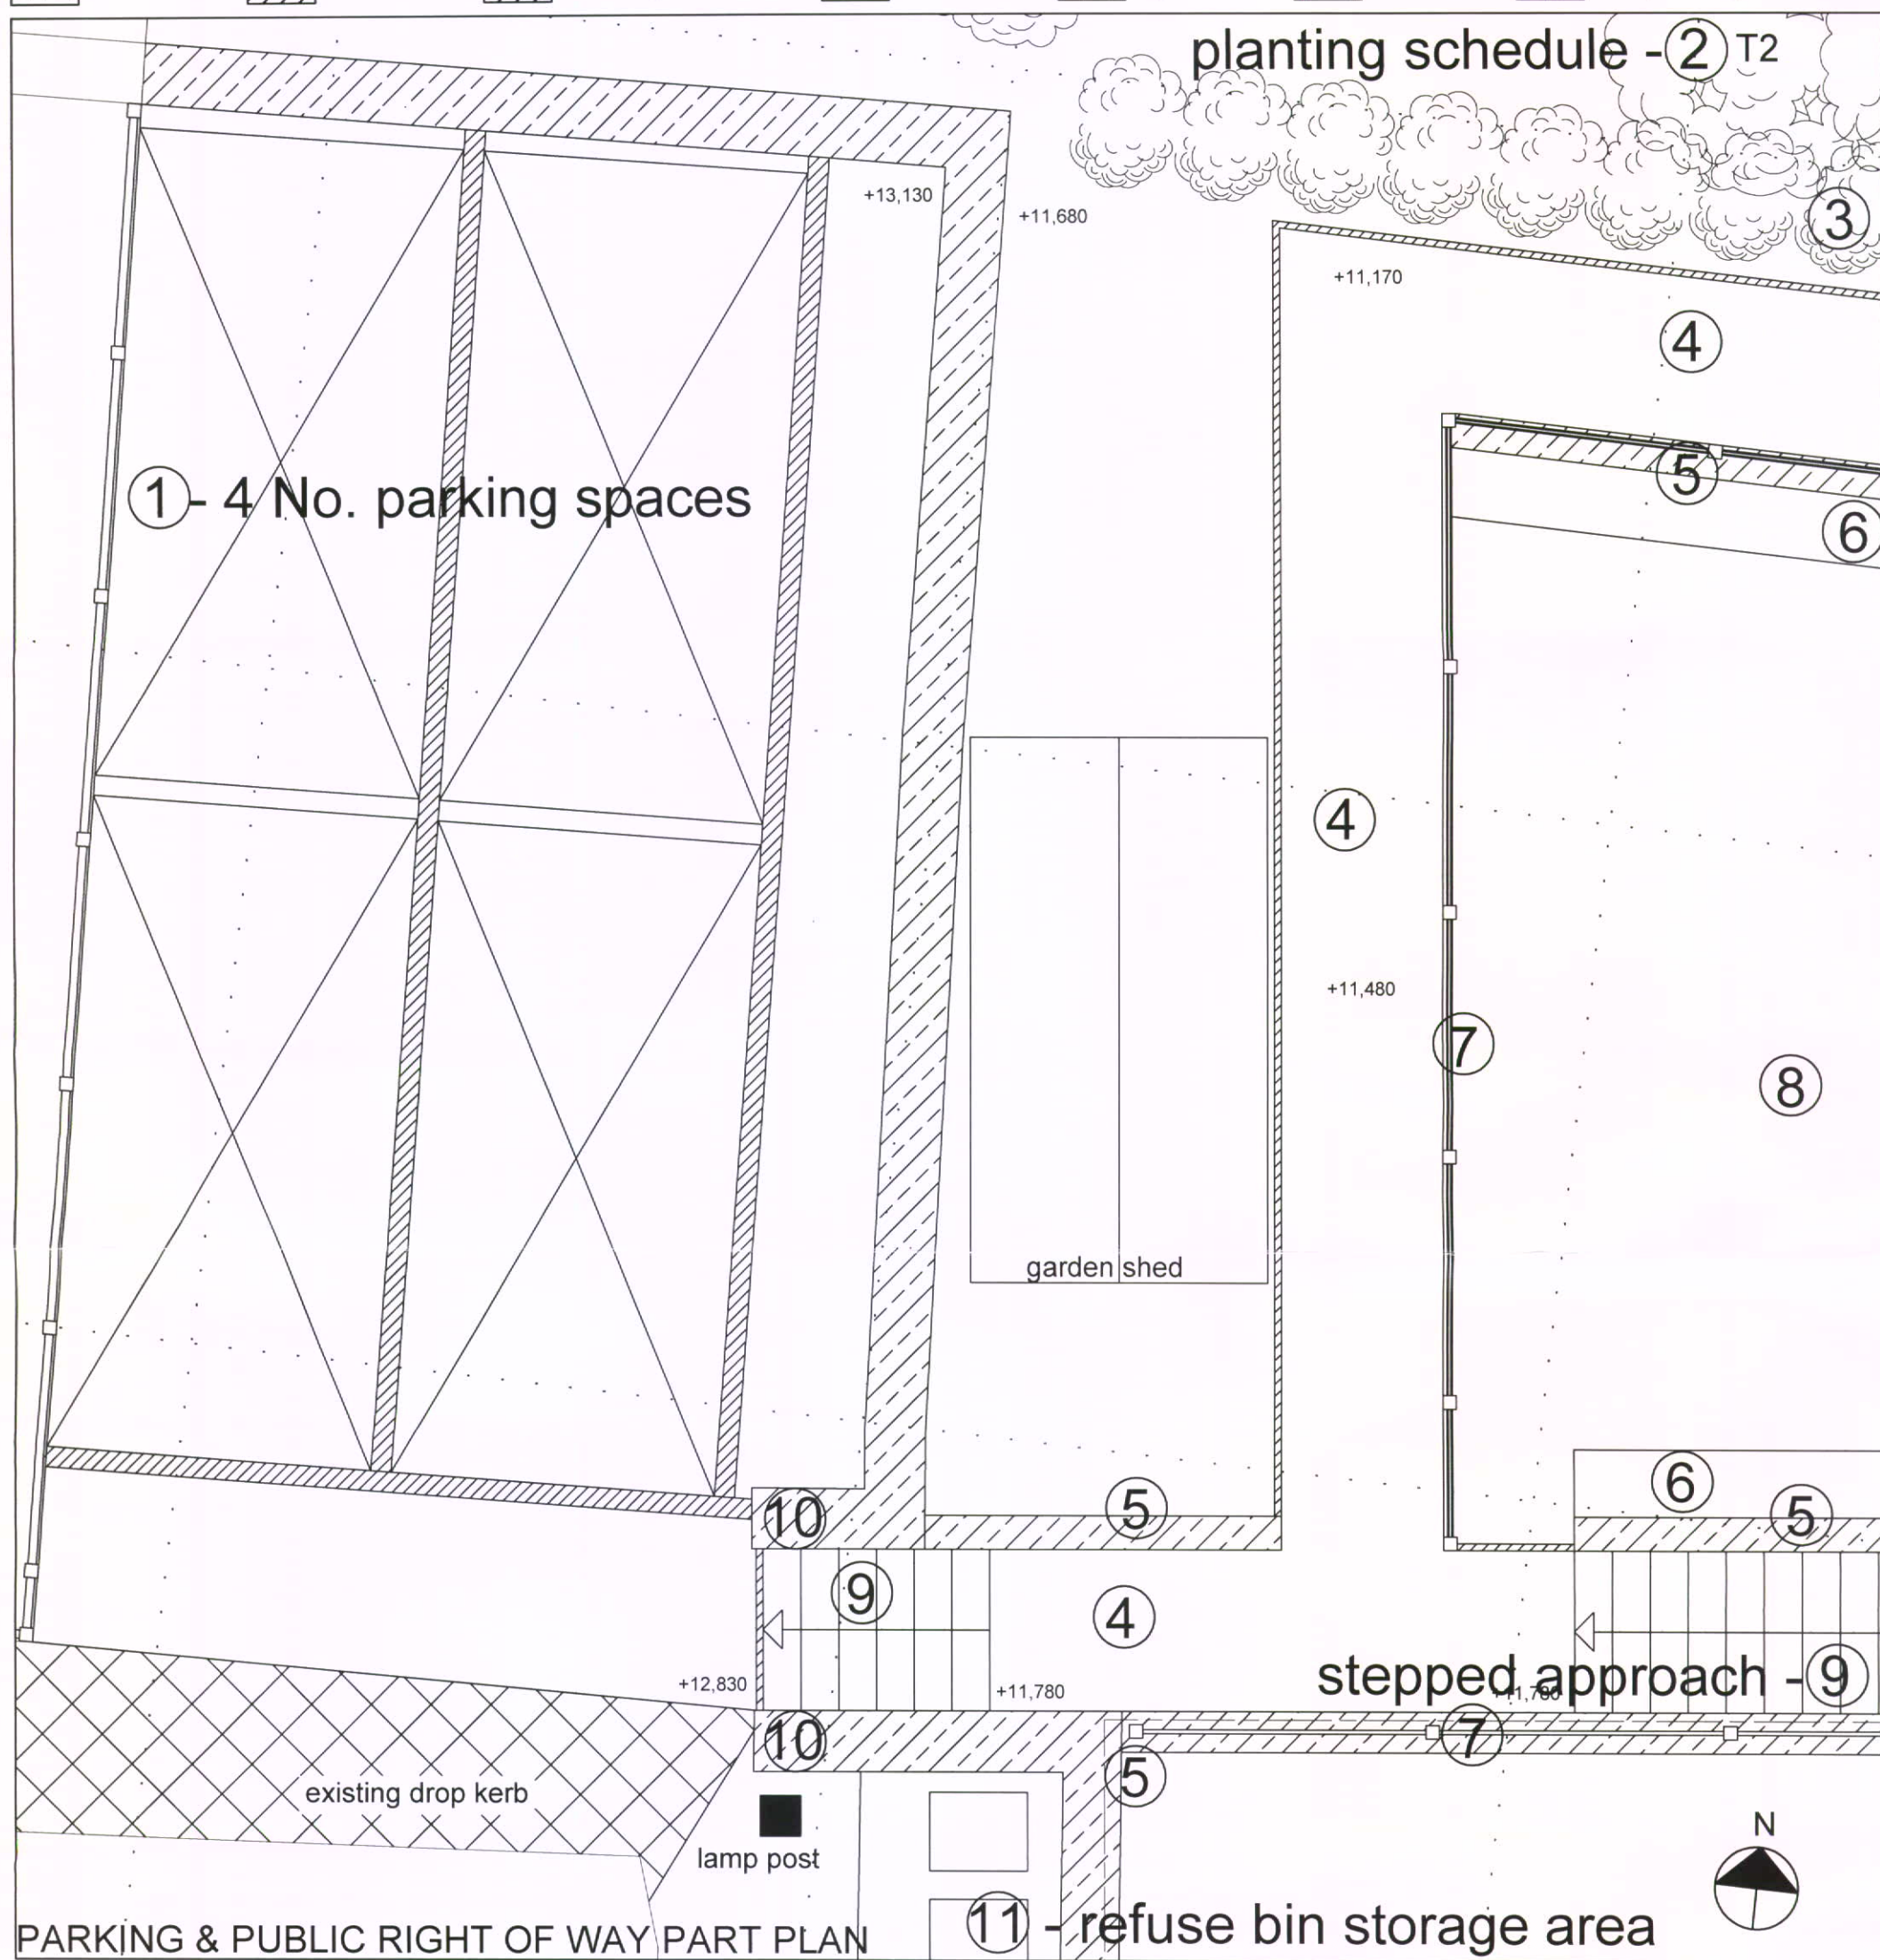 planting schedule - 2 T2
+13,130
+11,680
3
+11,170
4
1 - 4 No. parking spaces
5
6
4
+11,480
7
8
garden shed
10
5
6
5
9
4
stepped approach - 9
+12,830
+11,780
+11,780
10
7
5
existing drop kerb
lamp post
N
PARKING & PUBLIC RIGHT OF WAY PART PLAN
11 - refuse bin storage area